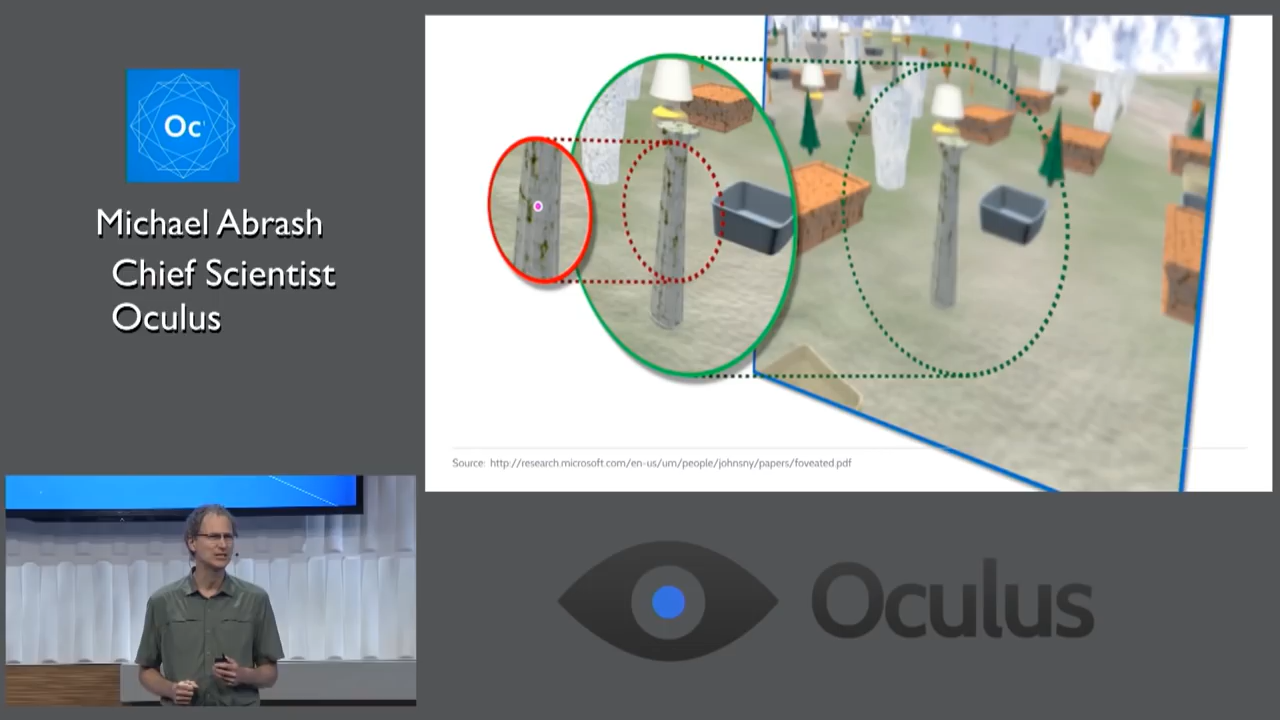 Oc
Michael Abrash
Chief Scientist
Oculus
Source: http://research.microsoft.com/en-us/um/people/johnsny/papers/foveated.pdf
Oculus